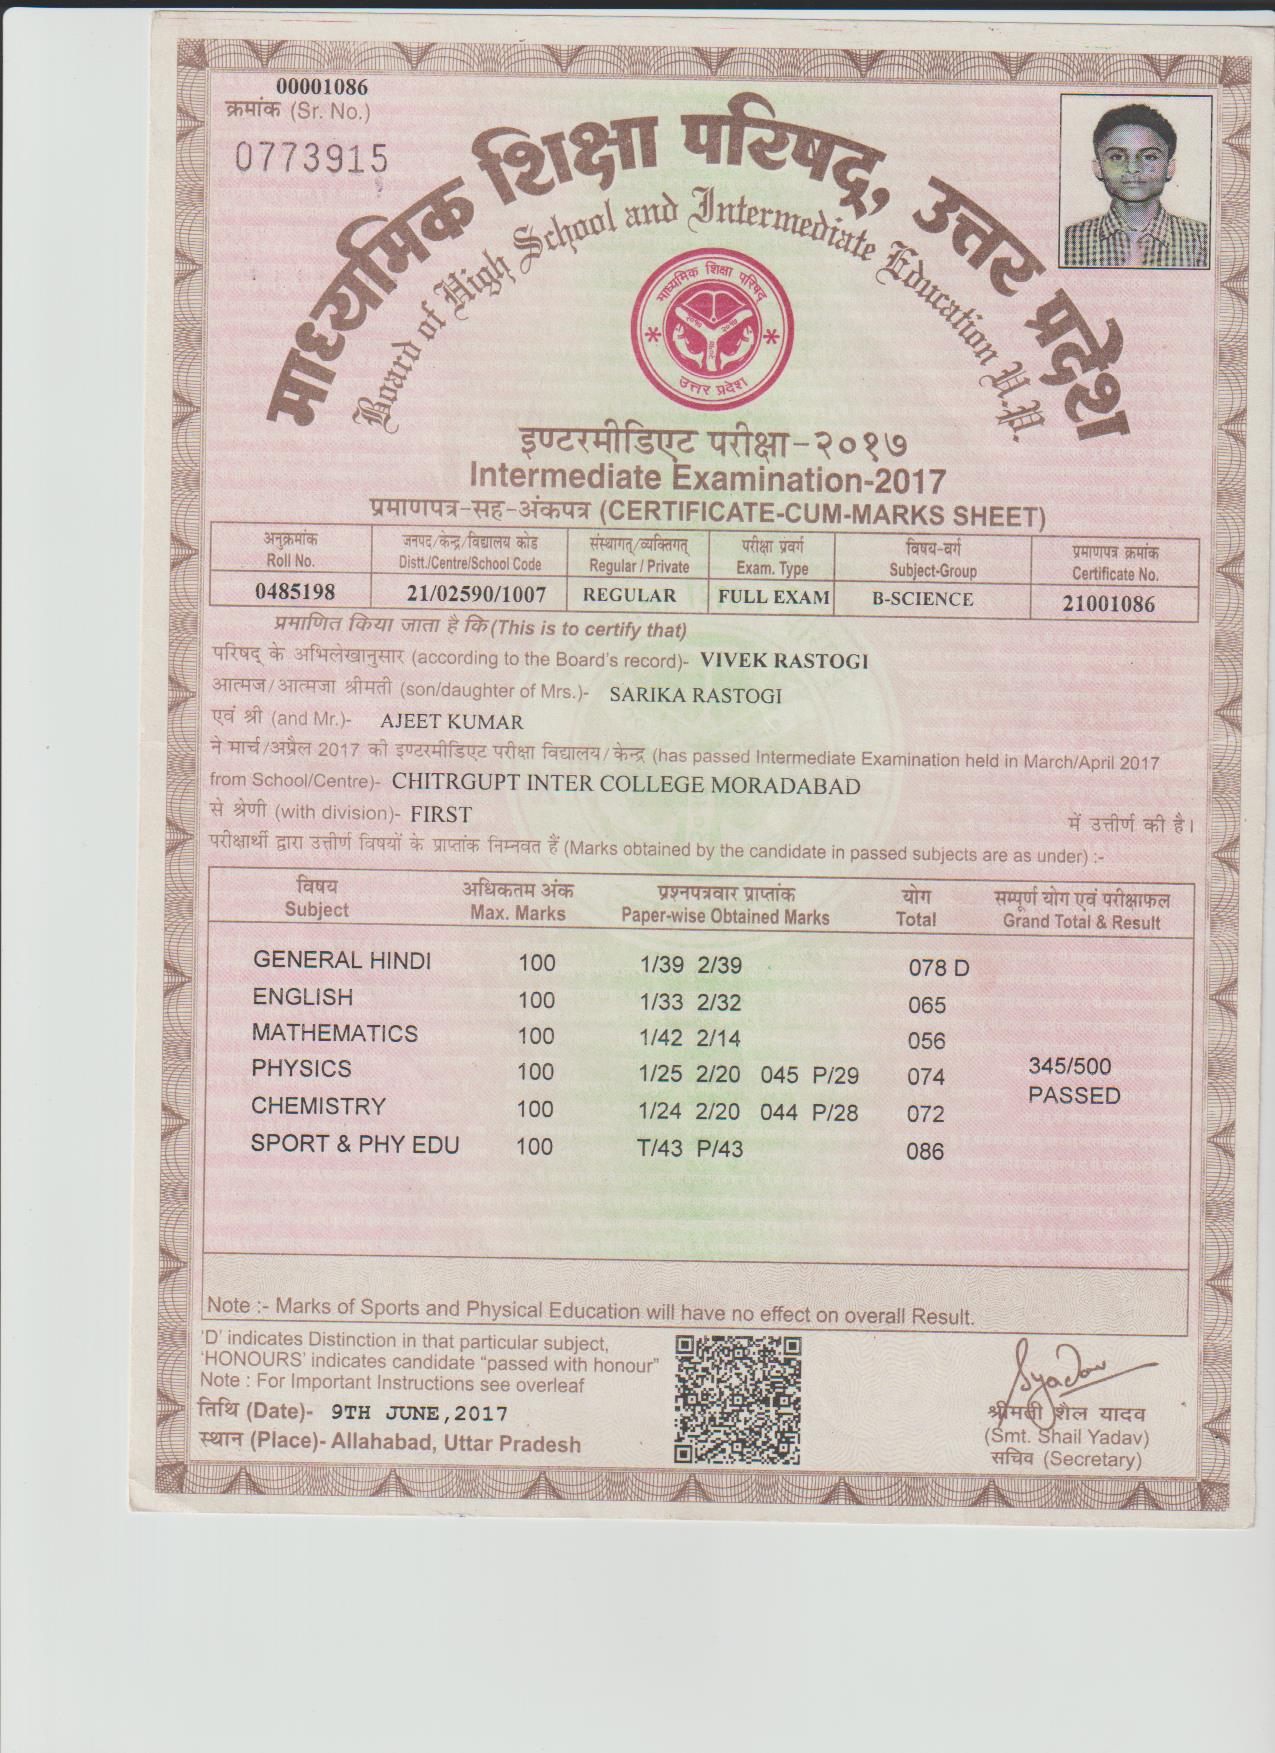 00001086
क्रमांक (Sr. No.)
0773915
माध्यमिक शिक्षा परिषद्, उत्तर प्रदेश
Board of High School and Intermediate Education U.P.
माध्यमिक शिक्षा परिषद्
२०१७ २०१७
२०१७
उत्तर प्रदेश
इण्टरमीडिएट परीक्षा-२०१७
Intermediate Examination-2017
प्रमाणपत्र-सह-अंकपत्र (CERTIFICATE-CUM-MARKS SHEET)
अनुक्रमांक जनपद/केन्द्र/विद्यालय कोड संस्थागत्/व्यक्तिगत् परीक्षा प्रवर्ग विषय-वर्ग प्रमाणपत्र क्रमांक
Roll No. Distt./Centre/School Code Regular / Private Exam. Type Subject-Group Certificate No.
0485198 21/02590/1007 REGULAR FULL EXAM B-SCIENCE 21001086
प्रमाणित किया जाता है कि (This is to certify that)
परिषद् के अभिलेखानुसार (according to the Board's record)- VIVEK RASTOGI
आत्मज/आत्मजा श्रीमती (son/daughter of Mrs.)- SARIKA RASTOGI
एवं श्री (and Mr.)- AJEET KUMAR
ने मार्च/अप्रैल 2017 की इण्टरमीडिएट परीक्षा विद्यालय/केन्द्र (has passed Intermediate Examination held in March/April 2017
from School/Centre)- CHITRGUPT INTER COLLEGE MORADABAD
से श्रेणी (with division)- FIRST में उत्तीर्ण की है।
परीक्षार्थी द्वारा उत्तीर्ण विषयों के प्राप्तांक निम्नवत हैं (Marks obtained by the candidate in passed subjects are as under) :-
विषय अधिकतम अंक प्रश्नपत्रवार प्राप्तांक योग सम्पूर्ण योग एवं परीक्षाफल
Subject Max. Marks Paper-wise Obtained Marks Total Grand Total & Result
GENERAL HINDI 100 1/39 2/39 078 D
ENGLISH 100 1/33 2/32 065
MATHEMATICS 100 1/42 2/14 056
PHYSICS 100 1/25 2/20 045 P/29 074 345/500
CHEMISTRY 100 1/24 2/20 044 P/28 072 PASSED
SPORT & PHY EDU 100 T/43 P/43 086
Note :- Marks of Sports and Physical Education will have no effect on overall Result.
'D' indicates Distinction in that particular subject,
'HONOURS' indicates candidate "passed with honour"
Note : For Important Instructions see overleaf
तिथि (Date)- 9TH JUNE,2017
स्थान (Place)- Allahabad, Uttar Pradesh
Syadav
श्रीमती शैल यादव
(Smt. Shail Yadav)
सचिव (Secretary)